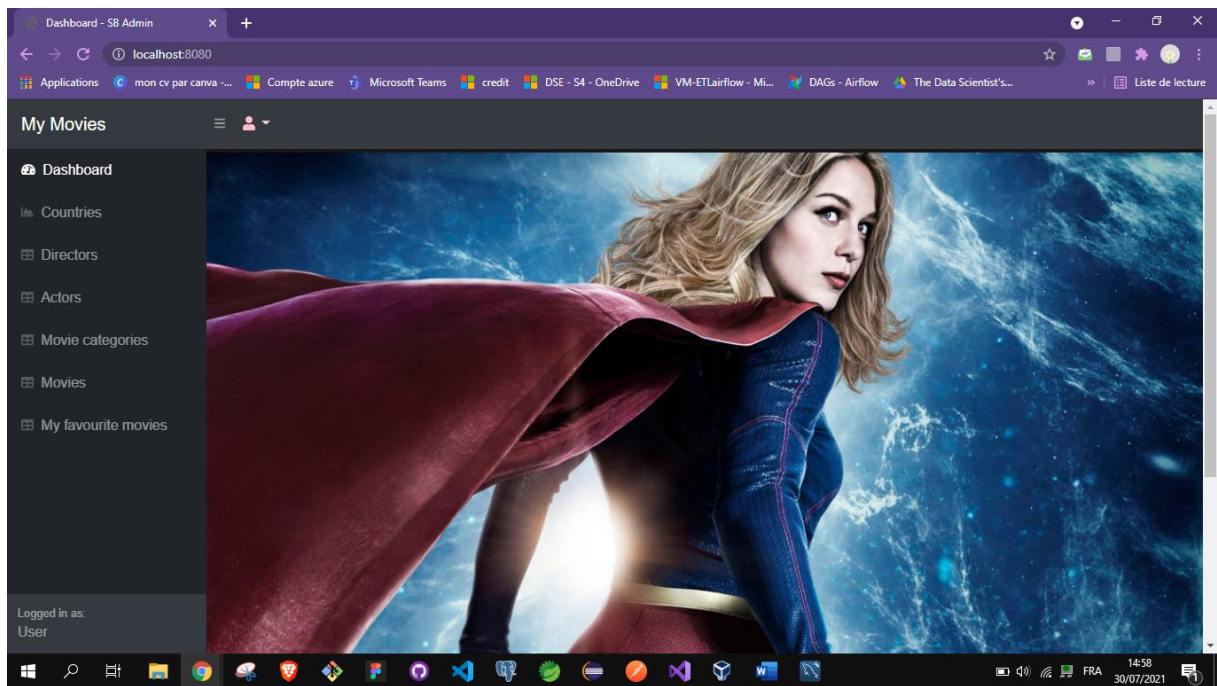 Dashboard - SB Admin
localhost:8080
Applications mon cv par canva -... Compte azure Microsoft Teams credit DSE - S4 - OneDrive VM-ETLairflow - Mi... DAGs - Airflow The Data Scientist's... » Liste de lecture
My Movies
Dashboard
Countries
Directors
Actors
Movie categories
Movies
My favourite movies
Logged in as:
User
FRA 14:58
30/07/2021
1